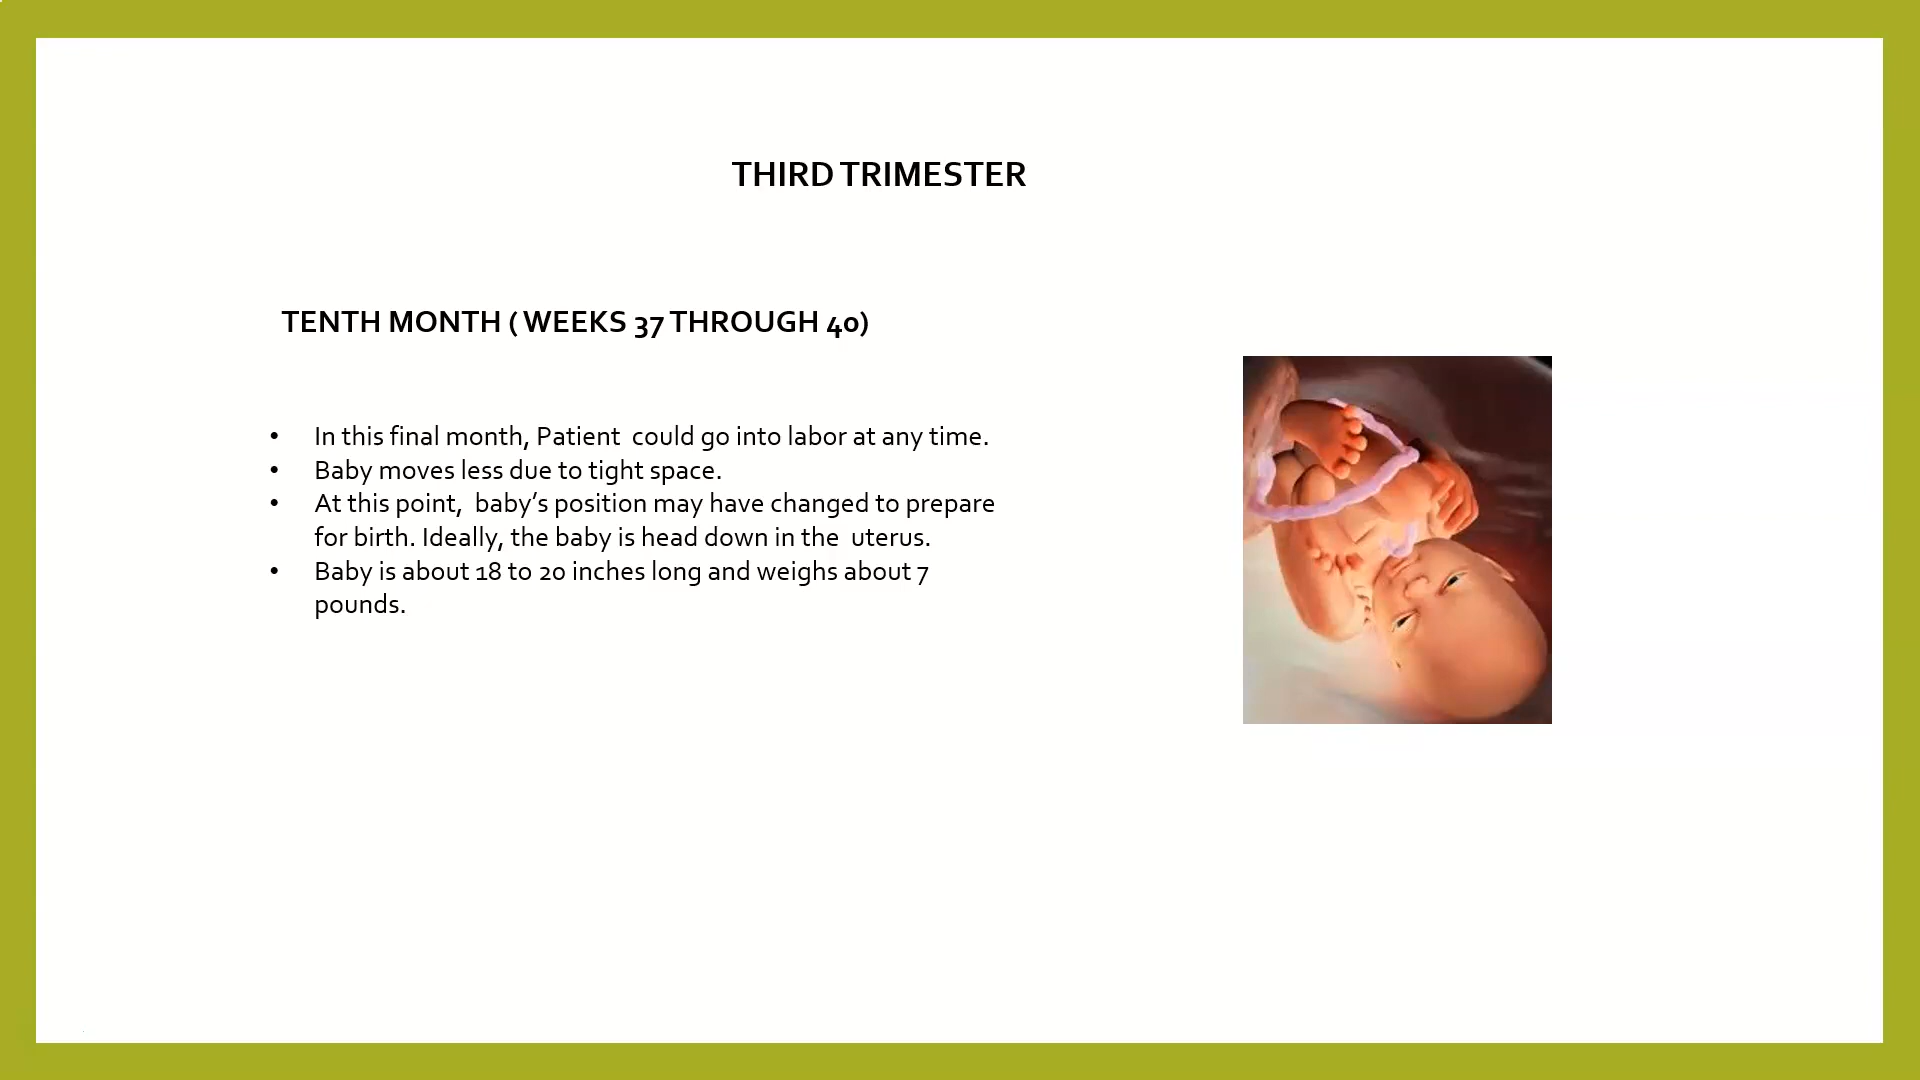 THIRD TRIMESTER
TENTH MONTH ( WEEKS 37 THROUGH 40)
• In this final month, Patient  could go into labor at any time.
• Baby moves less due to tight space.
• At this point,  baby’s position may have changed to prepare
for birth. Ideally, the baby is head down in the  uterus.
• Baby is about 18 to 20 inches long and weighs about 7
pounds.